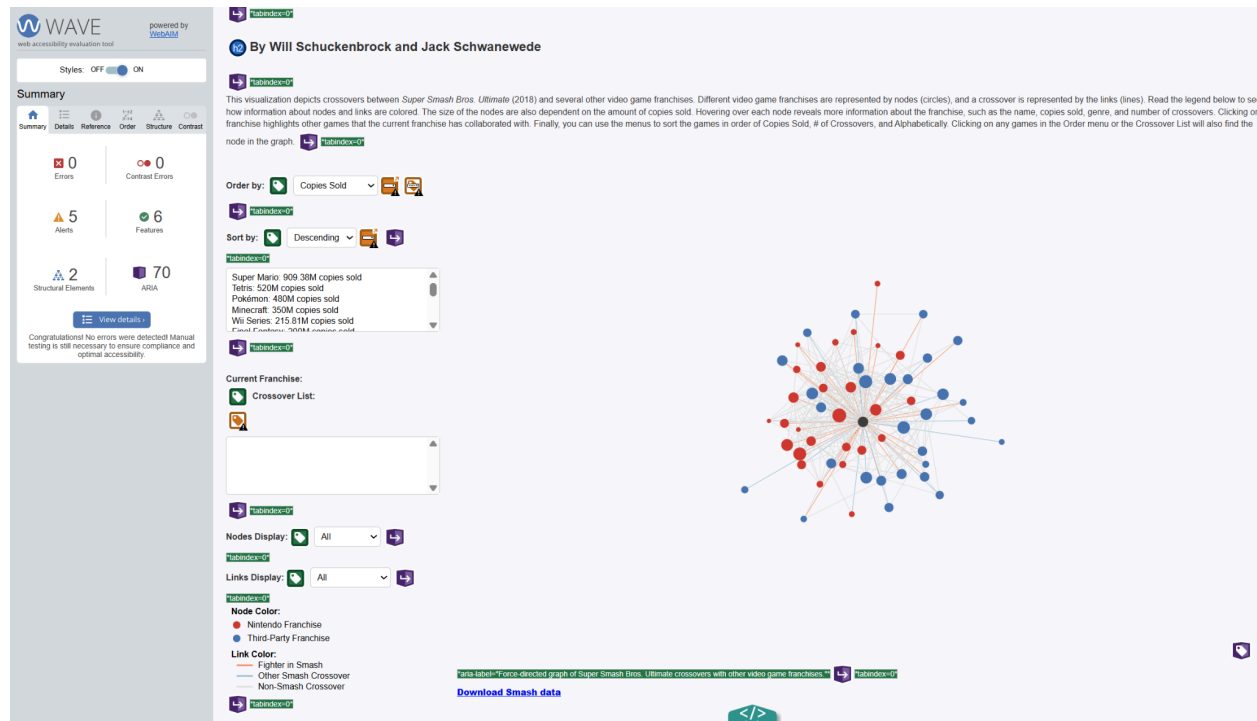 WAVE
web accessibility evaluation tool
powered by
WebAIM
Styles: OFF ON
Summary
Summary Details Reference Order Structure Contrast
0
Errors
0
Contrast Errors
5
Alerts
6
Features
2
Structural Elements
70
ARIA
View details ›
Congratulations! No errors were detected! Manual
testing is still necessary to ensure compliance and
optimal accessibility.
*tabindex=0*
h2 By Will Schuckenbrock and Jack Schwanewede
*tabindex=0*
This visualization depicts crossovers between Super Smash Bros. Ultimate (2018) and several other video game franchises. Different video game franchises are represented by nodes (circles), and a crossover is represented by the links (lines). Read the legend below to see
how information about nodes and links are colored. The size of the nodes are also dependent on the amount of copies sold. Hovering over each node reveals more information about the franchise, such as the name, copies sold, genre, and number of crossovers. Clicking on
franchise highlights other games that the current franchise has collaborated with. Finally, you can use the menus to sort the games in order of Copies Sold, # of Crossovers, and Alphabetically. Clicking on any games in the Order menu or the Crossover List will also find the
node in the graph. *tabindex=0*
Order by: Copies Sold
*tabindex=0*
Sort by: Descending
*tabindex=0*
Super Mario: 909.38M copies sold
Tetris: 520M copies sold
Pokémon: 480M copies sold
Minecraft: 350M copies sold
Wii Series: 215.81M copies sold
Final Fantasy: 200M copies sold
*tabindex=0*
Current Franchise:
Crossover List:
*tabindex=0*
Nodes Display: All
*tabindex=0*
Links Display: All
*tabindex=0*
Node Color:
Nintendo Franchise
Third-Party Franchise
Link Color:
Fighter in Smash
Other Smash Crossover
Non-Smash Crossover
*tabindex=0*
*aria-label="Force-directed graph of Super Smash Bros. Ultimate crossovers with other video game franchises."* *tabindex=0*
Download Smash data
</>